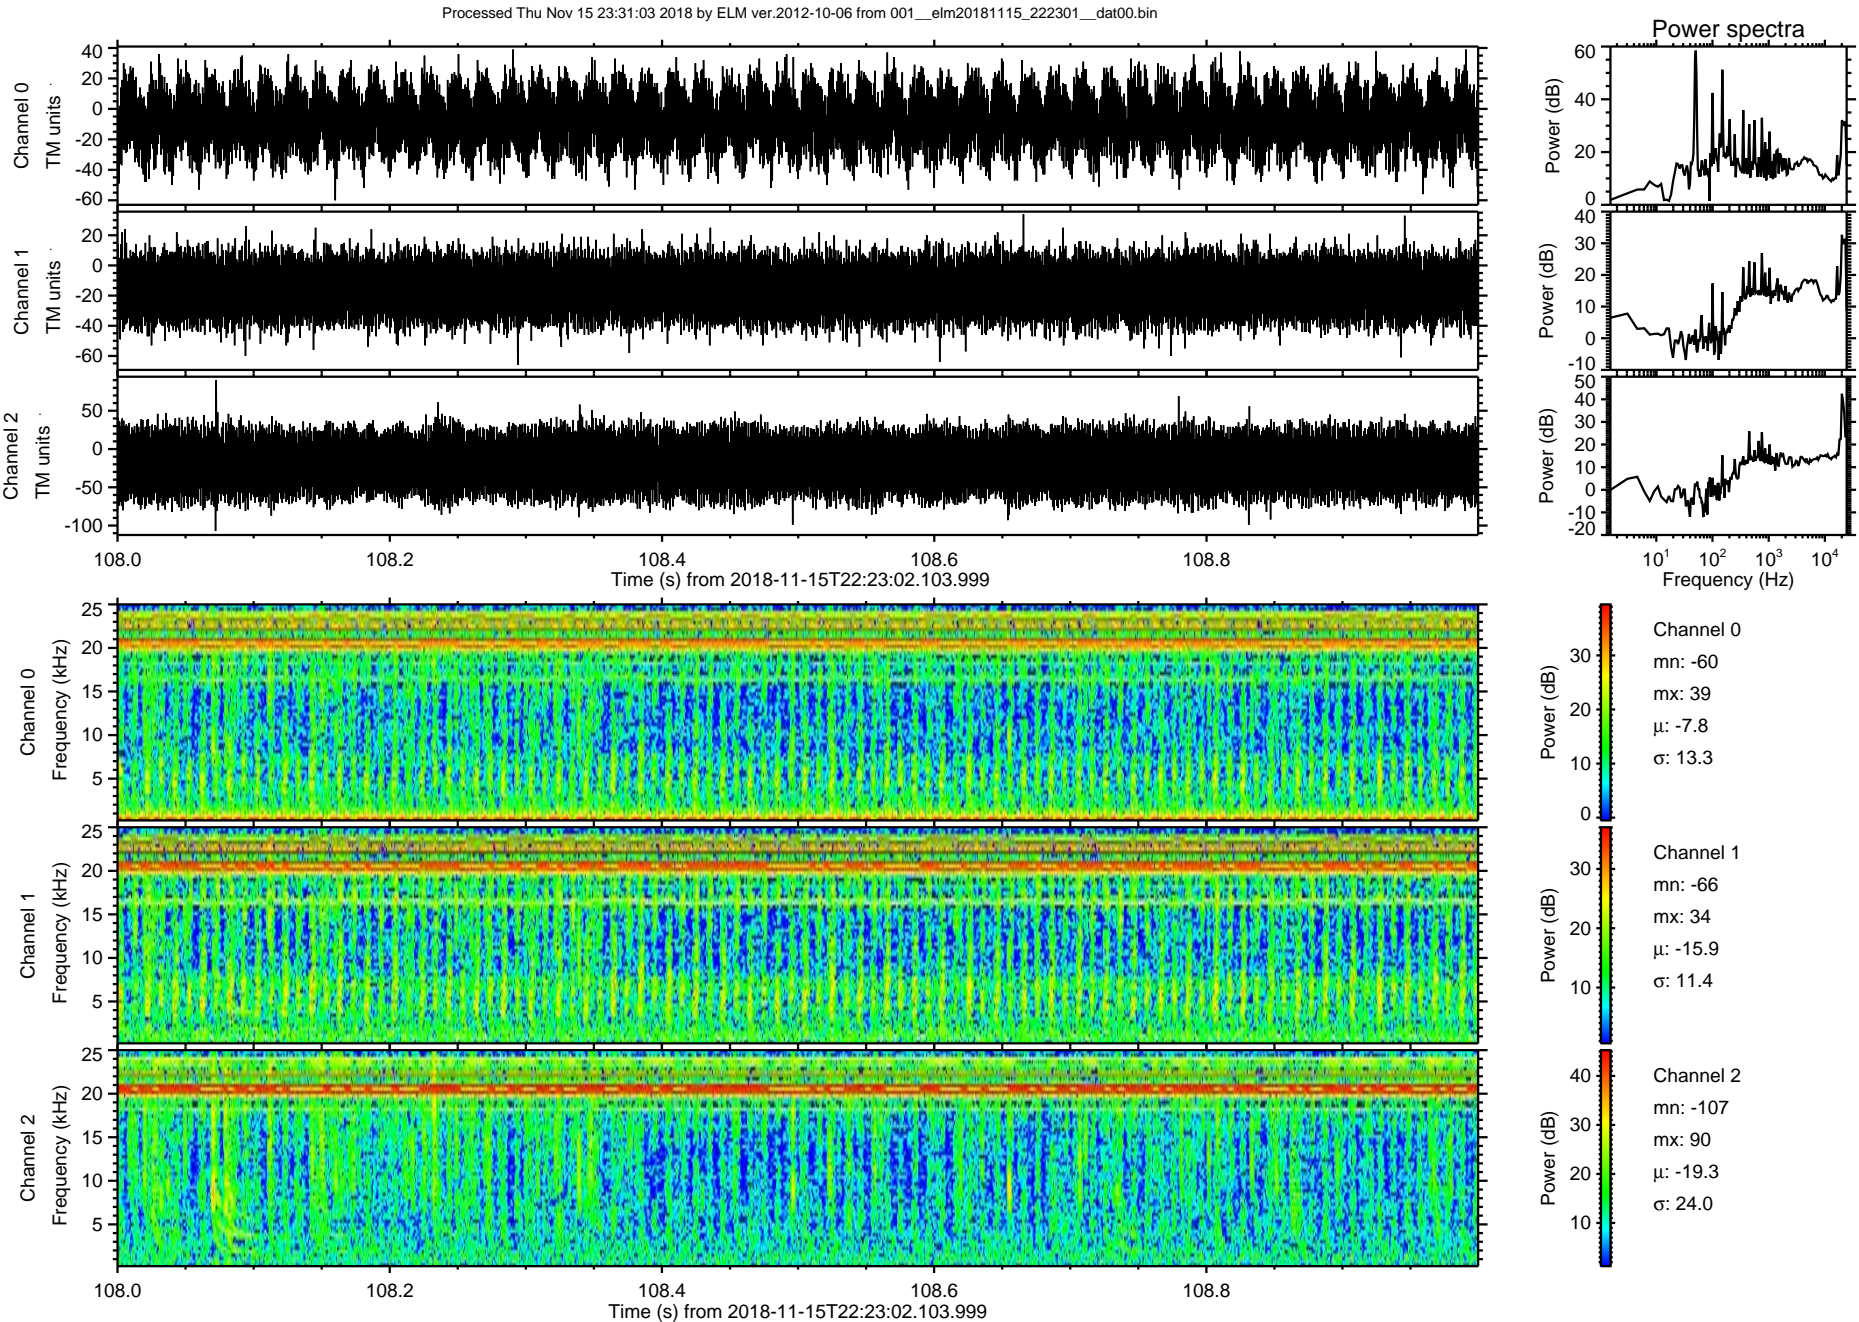 Processed Thu Nov 15 23:31:03 2018 by ELM ver.2012-10-06 from 001__elm20181115_222301__dat00.bin
Power spectra
Channel 0
TM units
40
20
0
-20
-40
-60
Power (dB)
60
40
20
0
Channel 1
TM units
20
0
-20
-40
-60
Power (dB)
40
30
20
10
0
-10
Channel 2
TM units
50
0
-50
-100
Power (dB)
50
40
30
20
10
0
-10
-20
108.0 108.2 108.4 108.6 108.8
Time (s) from 2018-11-15T22:23:02.103.999
10^1 10^2 10^3 10^4
Frequency (Hz)
Channel 0
Frequency (kHz)
25
20
15
10
5
Power (dB)
30
20
10
0
Channel 0
mn: -60
mx: 39
μ: -7.8
σ: 13.3
Channel 1
Frequency (kHz)
25
20
15
10
5
Power (dB)
30
20
10
Channel 1
mn: -66
mx: 34
μ: -15.9
σ: 11.4
Channel 2
Frequency (kHz)
25
20
15
10
5
Power (dB)
40
30
20
10
Channel 2
mn: -107
mx: 90
μ: -19.3
σ: 24.0
108.0 108.2 108.4 108.6 108.8
Time (s) from 2018-11-15T22:23:02.103.999